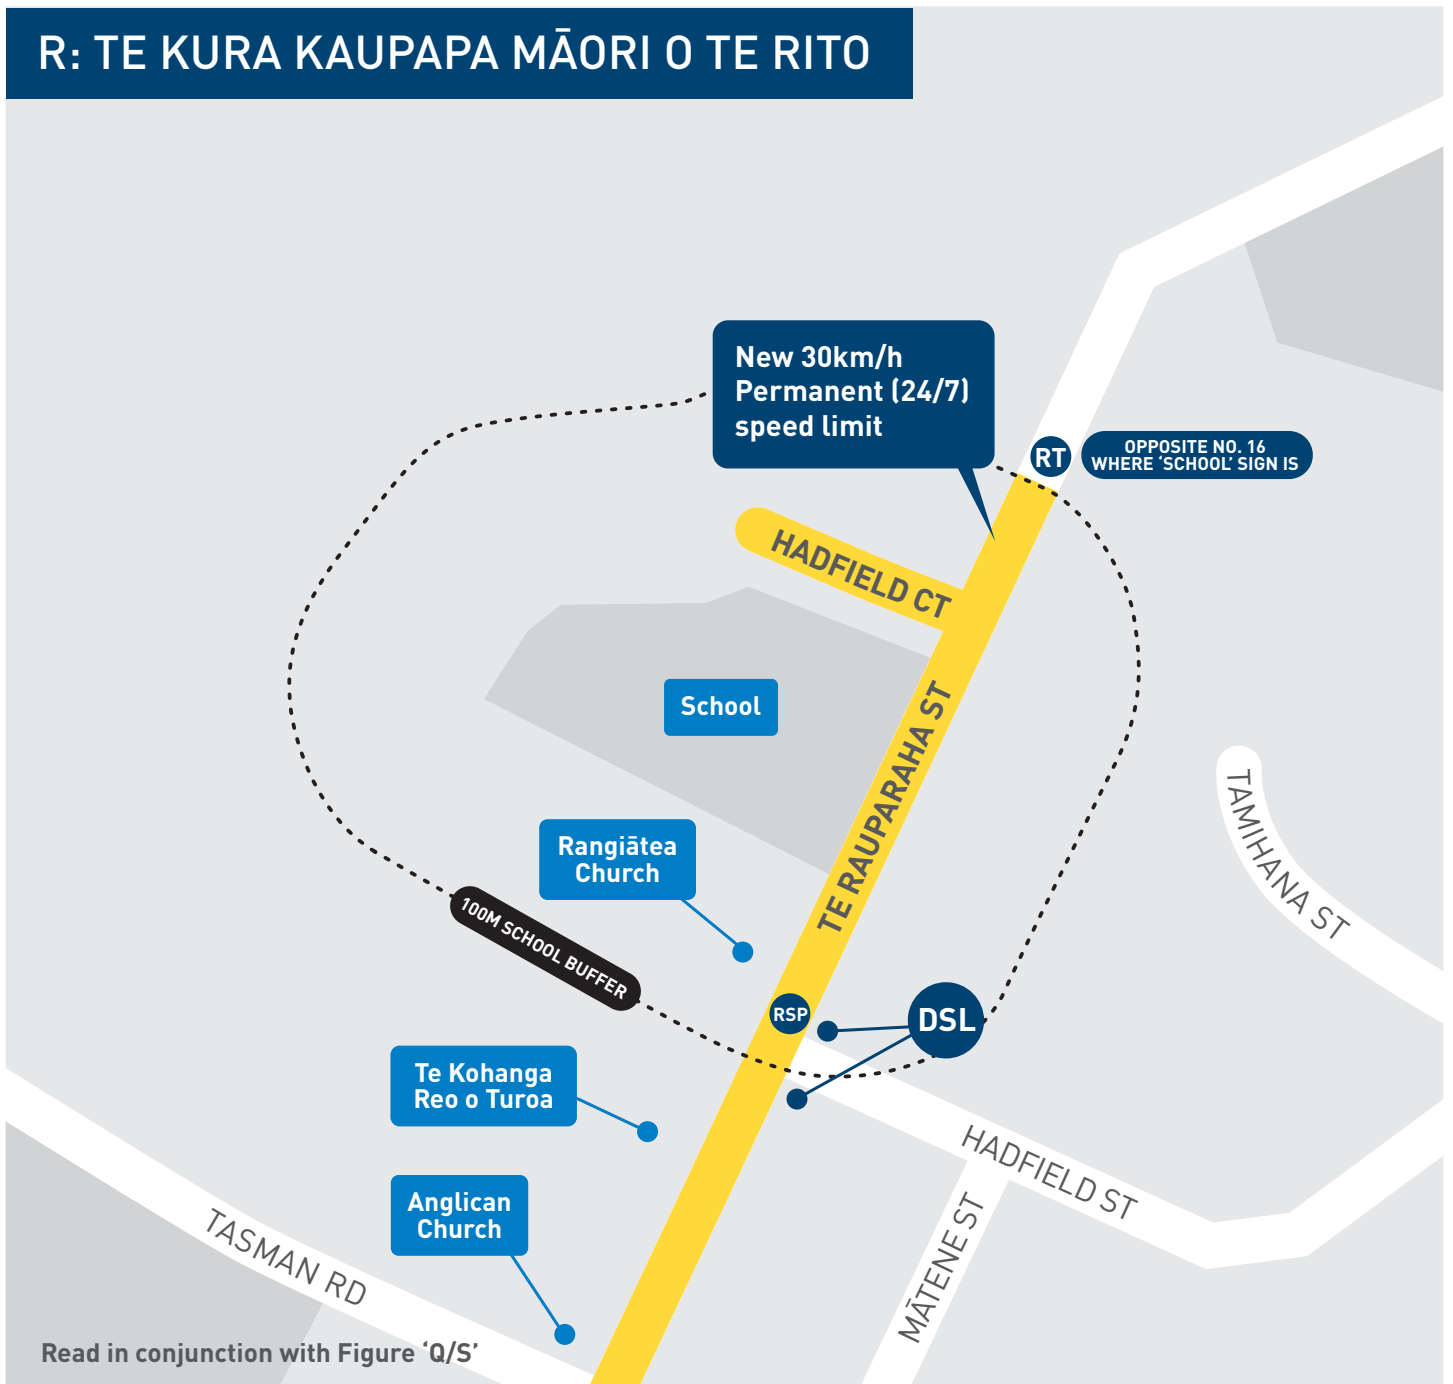 R: TE KURA KAUPAPA MĀORI O TE RITO
New 30km/h
Permanent (24/7)
speed limit
RT
OPPOSITE NO. 16
WHERE ‘SCHOOL’ SIGN IS
HADFIELD CT
School
TE RAUPARAHA ST
TAMIHANA ST
Rangiātea
Church
100M SCHOOL BUFFER
RSP
DSL
Te Kohanga
Reo o Turoa
HADFIELD ST
Anglican
Church
MĀTENE ST
TASMAN RD
Read in conjunction with Figure ‘Q/S’